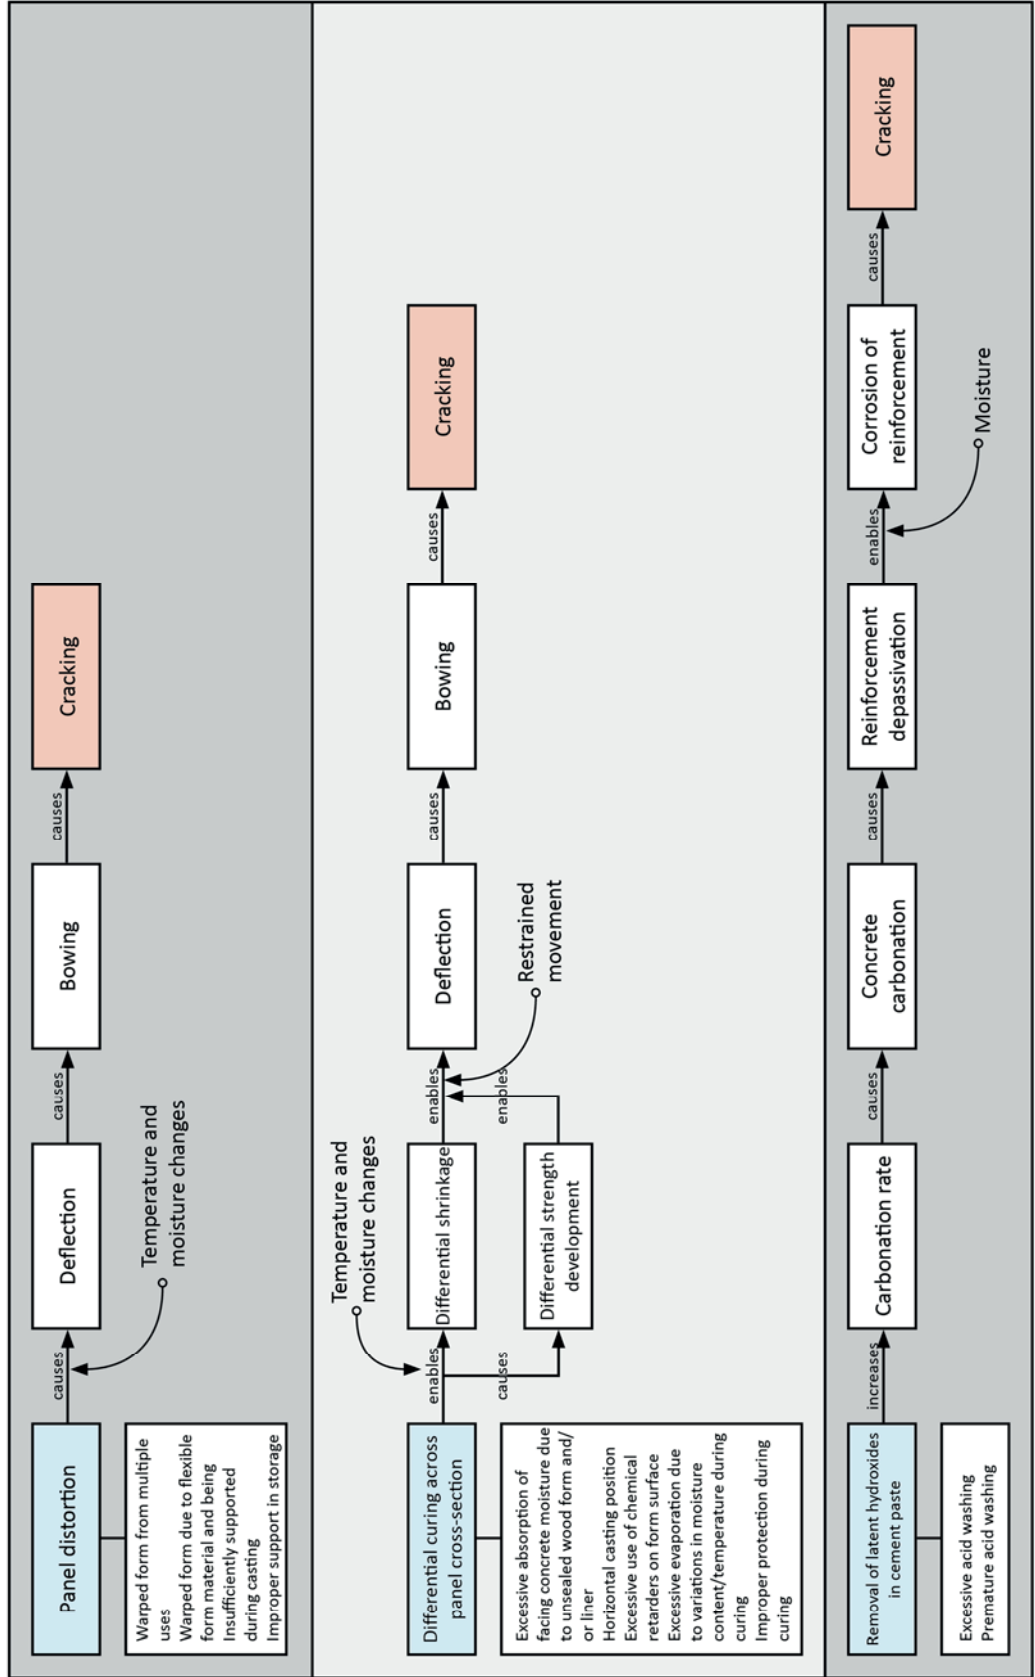 Panel distortion
Warped form from multiple
uses
Warped form due to flexible
form material and being
Insufficiently supported
during casting
Improper support in storage
causes
Temperature and
moisture changes
Deflection
causes
Bowing
causes
Cracking
Differential curing across
panel cross-section
Excessive absorption of
facing concrete moisture due
to unsealed wood form and/
or liner
Horizontal casting position
Excessive use of chemical
retarders on form surface
Excessive evaporation due
to variations in moisture
content/temperature during
curing
Improper protection during
curing
enables
causes
Temperature and
moisture changes
Differential shrinkage
Differential strength
development
enables
enables
Restrained
movement
Deflection
causes
Bowing
causes
Cracking
Removal of latent hydroxides
in cement paste
Excessive acid washing
Premature acid washing
increases
Carbonation rate
causes
Concrete
carbonation
causes
Reinforcement
depassivation
enables
Moisture
Corrosion of
reinforcement
causes
Cracking